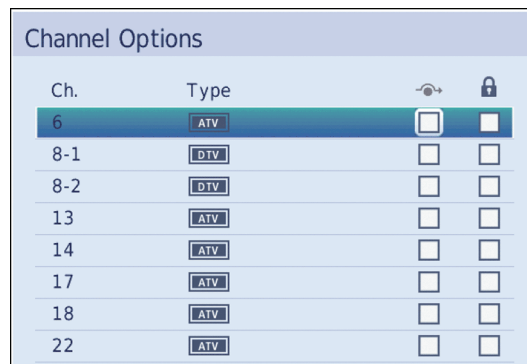 Channel Options
Ch. Type
6 ATV
8-1 DTV
8-2 DTV
13 ATV
14 ATV
17 ATV
18 ATV
22 ATV